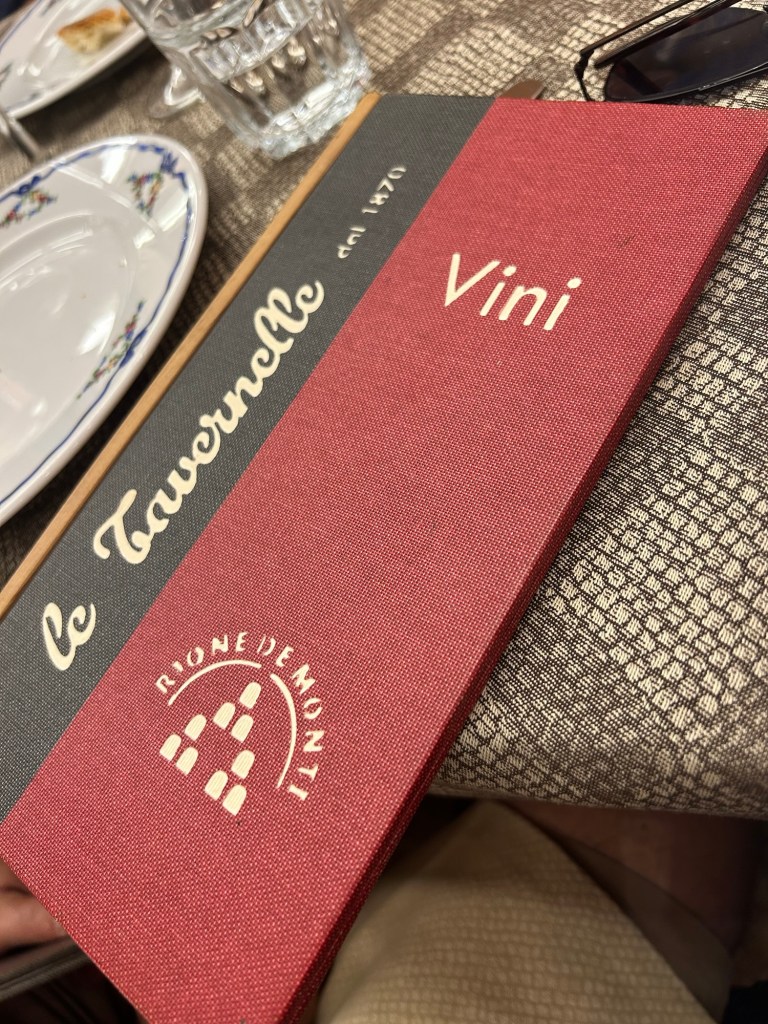 le Tavernelle
dal 1870
Vini
RIONE DE MONTI